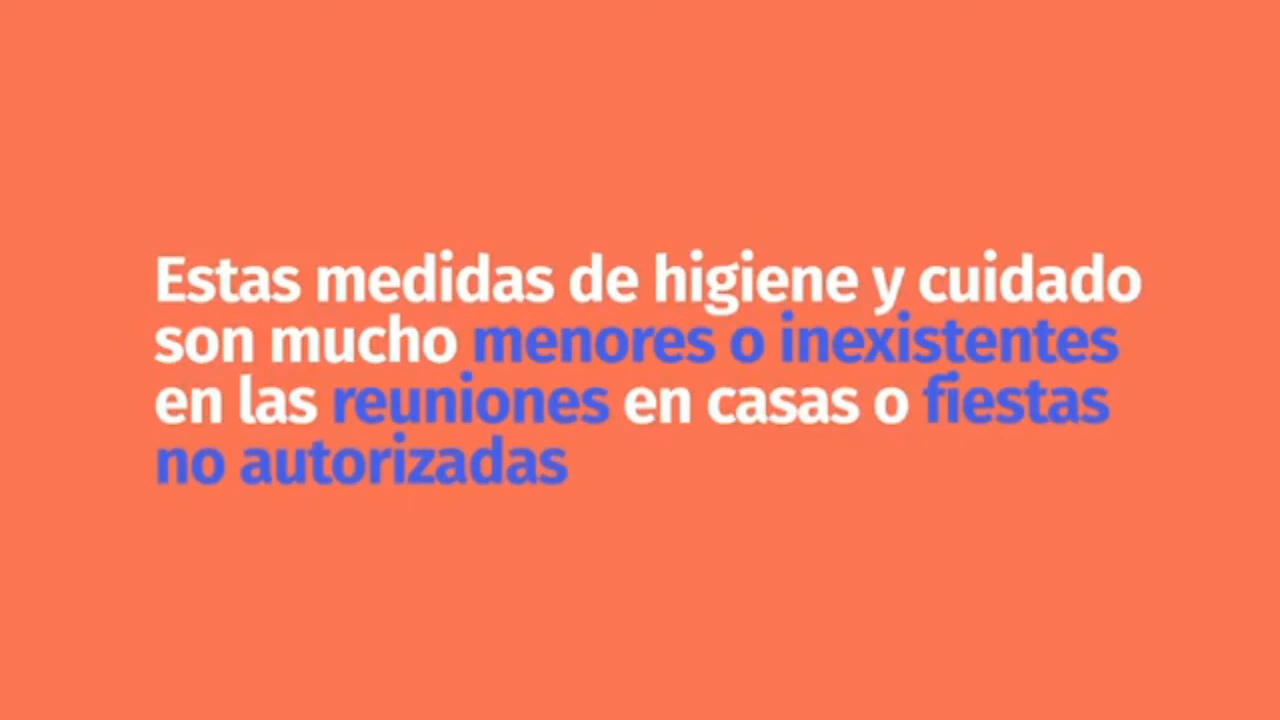 Estas medidas de higiene y cuidado
son mucho menores o inexistentes
en las reuniones en casas o fiestas
no autorizadas